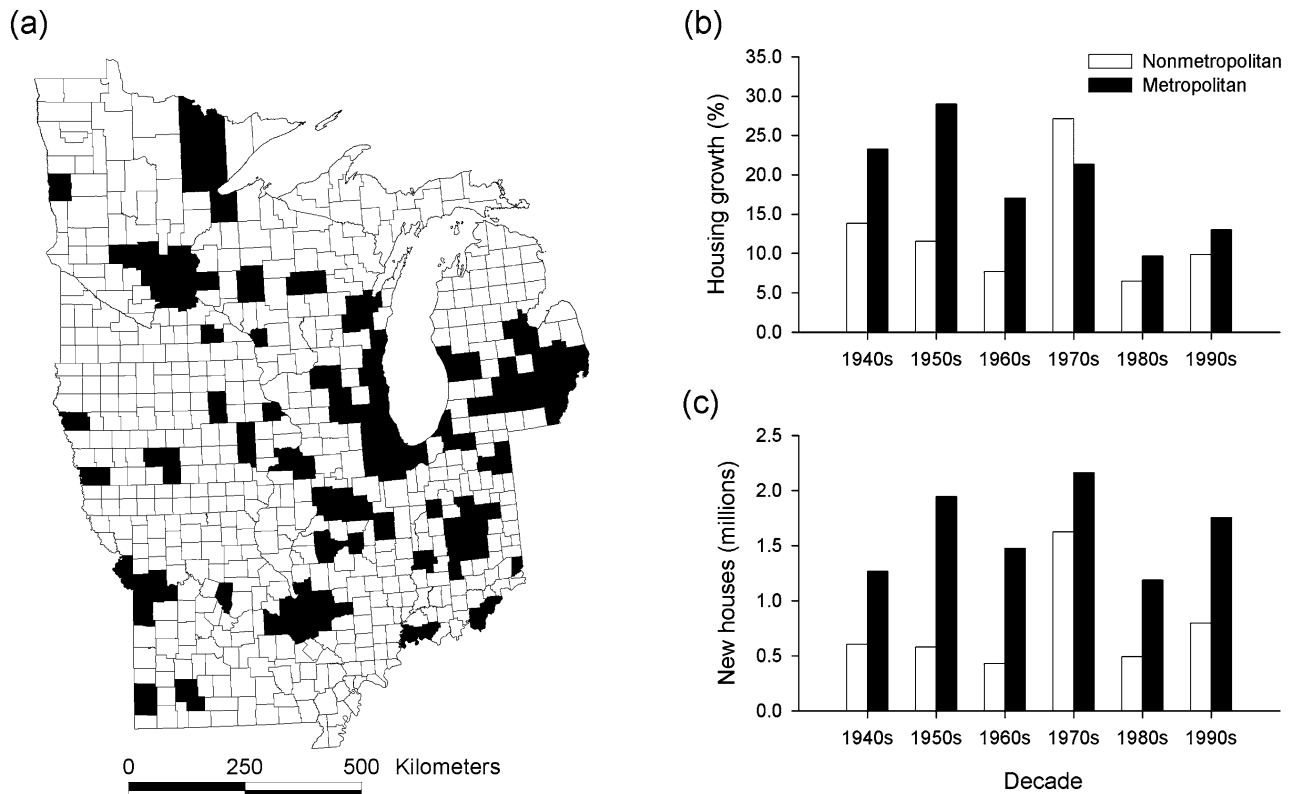 (a)
0 250 500 Kilometers
(b)
Nonmetropolitan
Metropolitan
Housing growth (%)
35.0
30.0
25.0
20.0
15.0
10.0
5.0
0.0
1940s 1950s 1960s 1970s 1980s 1990s
(c)
New houses (millions)
2.5
2.0
1.5
1.0
0.5
0.0
1940s 1950s 1960s 1970s 1980s 1990s
Decade